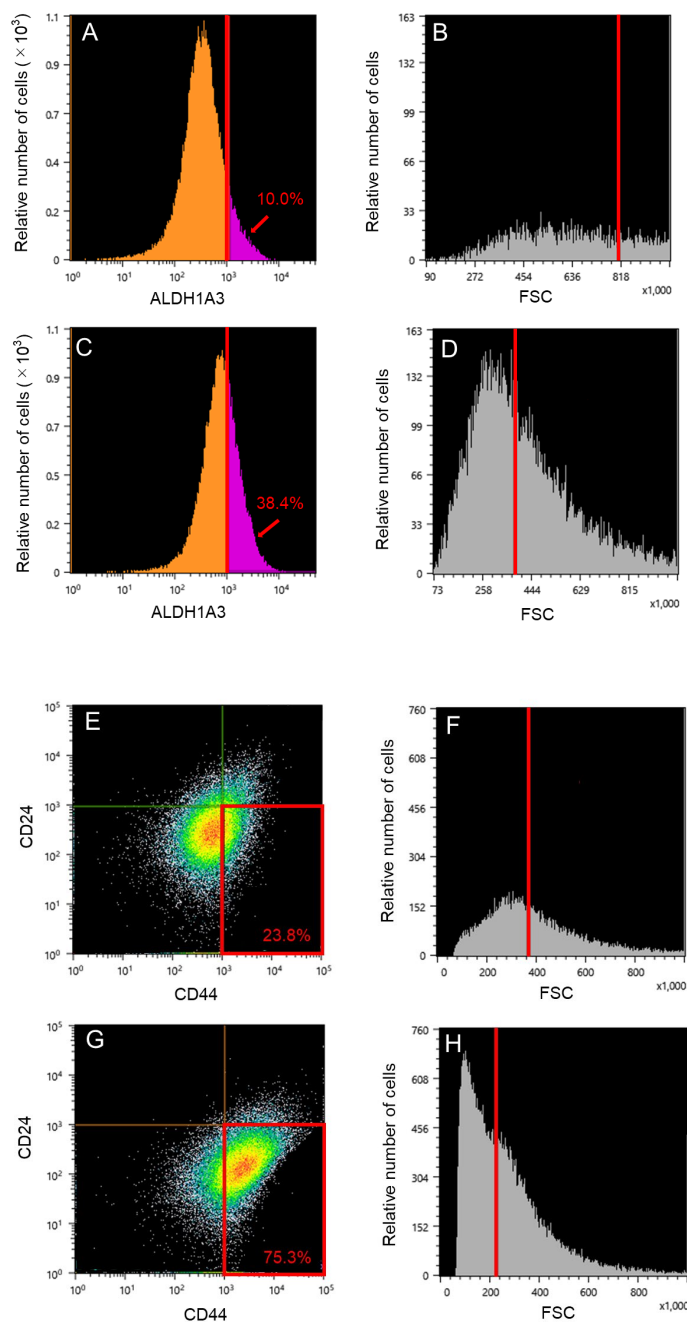 A
Relative number of cells ( × 10³)
1.1
0.9
0.7
0.4
0.2
0
10.0%
10⁰ 10² 10³ 10⁴
ALDH1A3
B
Relative number of cells
163
132
99
66
33
0
90 272 454 636 818
x1,000
FSC
C
Relative number of cells ( × 10³)
1.1
0.9
0.7
0.5
0.2
0
38.4%
10⁰ 10¹ 10² 10³ 10⁴
ALDH1A3
D
Relative number of cells
163
132
99
66
33
0
73 258 444 629 815
x1,000
FSC
E
CD24
10⁵
10⁴
10³
10²
10¹
10⁰
23.8%
10⁰ 10¹ 10² 10³ 10⁴ 10⁵
CD44
F
Relative number of cells
760
608
456
304
152
0
0 200 400 600 800
x1,000
FSC
G
CD24
10⁵
10⁴
10³
10²
10¹
10⁰
75.3%
10⁰ 10¹ 10² 10³ 10⁴ 10⁵
CD44
H
Relative number of cells
760
608
456
304
152
0
0 200 400 600 800
x1,000
FSC